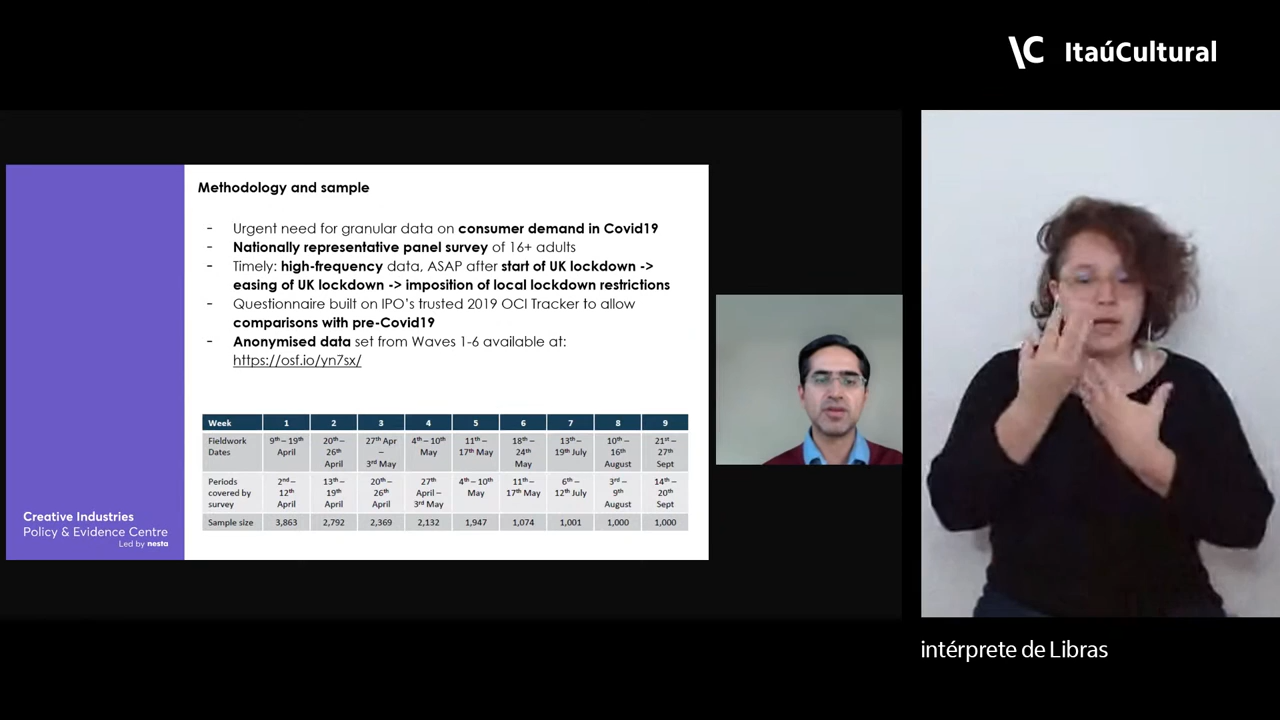 \C ItaúCultural
Methodology and sample
- Urgent need for granular data on consumer demand in Covid19
- Nationally representative panel survey of 16+ adults
- Timely: high-frequency data, ASAP after start of UK lockdown ->
easing of UK lockdown -> imposition of local lockdown restrictions
- Questionnaire built on IPO's trusted 2019 OCI Tracker to allow
comparisons with pre-Covid19
- Anonymised data set from Waves 1-6 available at:
https://osf.io/yn7sx/
Week 1 2 3 4 5 6 7 8 9
Fieldwork Dates 9th – 19th April 20th – 26th April 27th Apr – 3rd May 4th – 10th May 11th – 17th May 18th – 24th May 13th – 19th July 10th – 16th August 21st – 27th Sept
Periods covered by survey 2nd – 12th April 13th – 19th April 20th – 26th April 27th April – 3rd May 4th – 10th May 11th – 17th May 6th – 12th July 3rd – 9th August 14th – 20th Sept
Sample size 3,863 2,792 2,369 2,132 1,947 1,074 1,001 1,000 1,000
Creative Industries
Policy & Evidence Centre
Led by nesta
intérprete de Libras